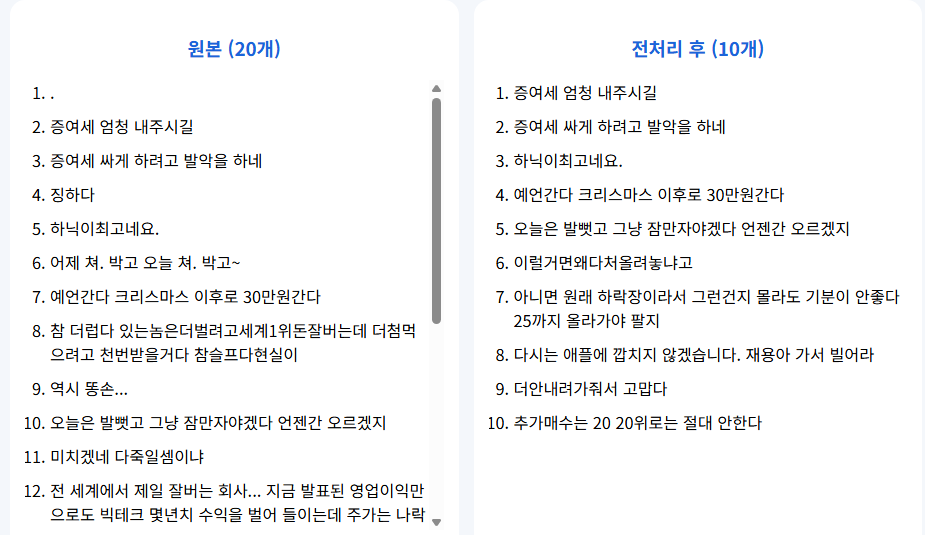 원본 (20개)
1. .
2. 증여세 엄청 내주시길
3. 증여세 싸게 하려고 발악을 하네
4. 징하다
5. 하닉이최고네요.
6. 어제 쳐. 박고 오늘 쳐. 박고~
7. 예언간다 크리스마스 이후로 30만원간다
8. 참 더럽다 있는놈은더벌려고세계1위돈잘버는데 더첨먹
으려고 천번받을거다 참슬프다현실이
9. 역시 똥손...
10. 오늘은 발뻣고 그냥 잠만자야겠다 언젠간 오르겠지
11. 미치겠네 다죽일셈이냐
12. 전 세계에서 제일 잘버는 회사... 지금 발표된 영업이익만
으로도 빅테크 몇년치 수익을 벌어 들이는데 주가는 나락
전처리 후 (10개)
1. 증여세 엄청 내주시길
2. 증여세 싸게 하려고 발악을 하네
3. 하닉이최고네요.
4. 예언간다 크리스마스 이후로 30만원간다
5. 오늘은 발뻣고 그냥 잠만자야겠다 언젠간 오르겠지
6. 이럴거면왜다처올려놓냐고
7. 아니면 원래 하락장이라서 그런건지 몰라도 기분이 안좋다
25까지 올라가야 팔지
8. 다시는 애플에 깝치지 않겠습니다. 재용아 가서 빌어라
9. 더안내려가줘서 고맙다
10. 추가매수는 20 20위로는 절대 안한다